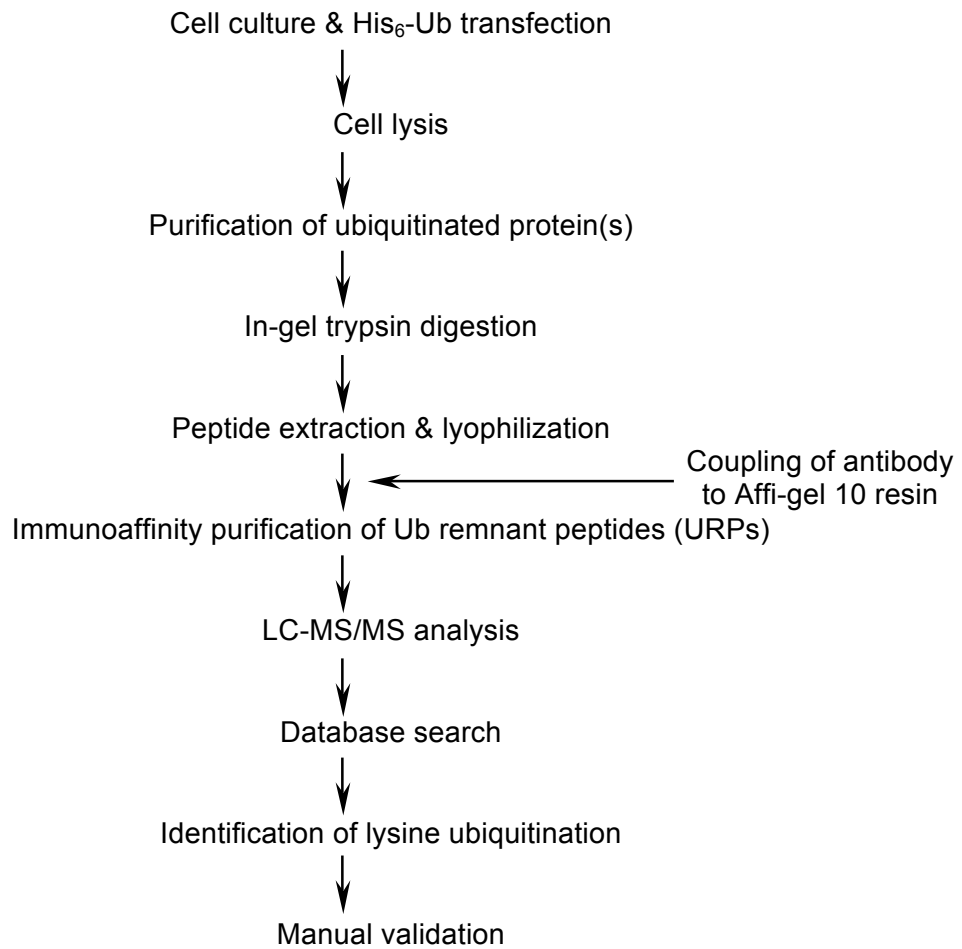 Cell culture & His₆-Ub transfection
Cell lysis
Purification of ubiquitinated protein(s)
In-gel trypsin digestion
Peptide extraction & lyophilization
Coupling of antibody
to Affi-gel 10 resin
Immunoaffinity purification of Ub remnant peptides (URPs)
LC-MS/MS analysis
Database search
Identification of lysine ubiquitination
Manual validation